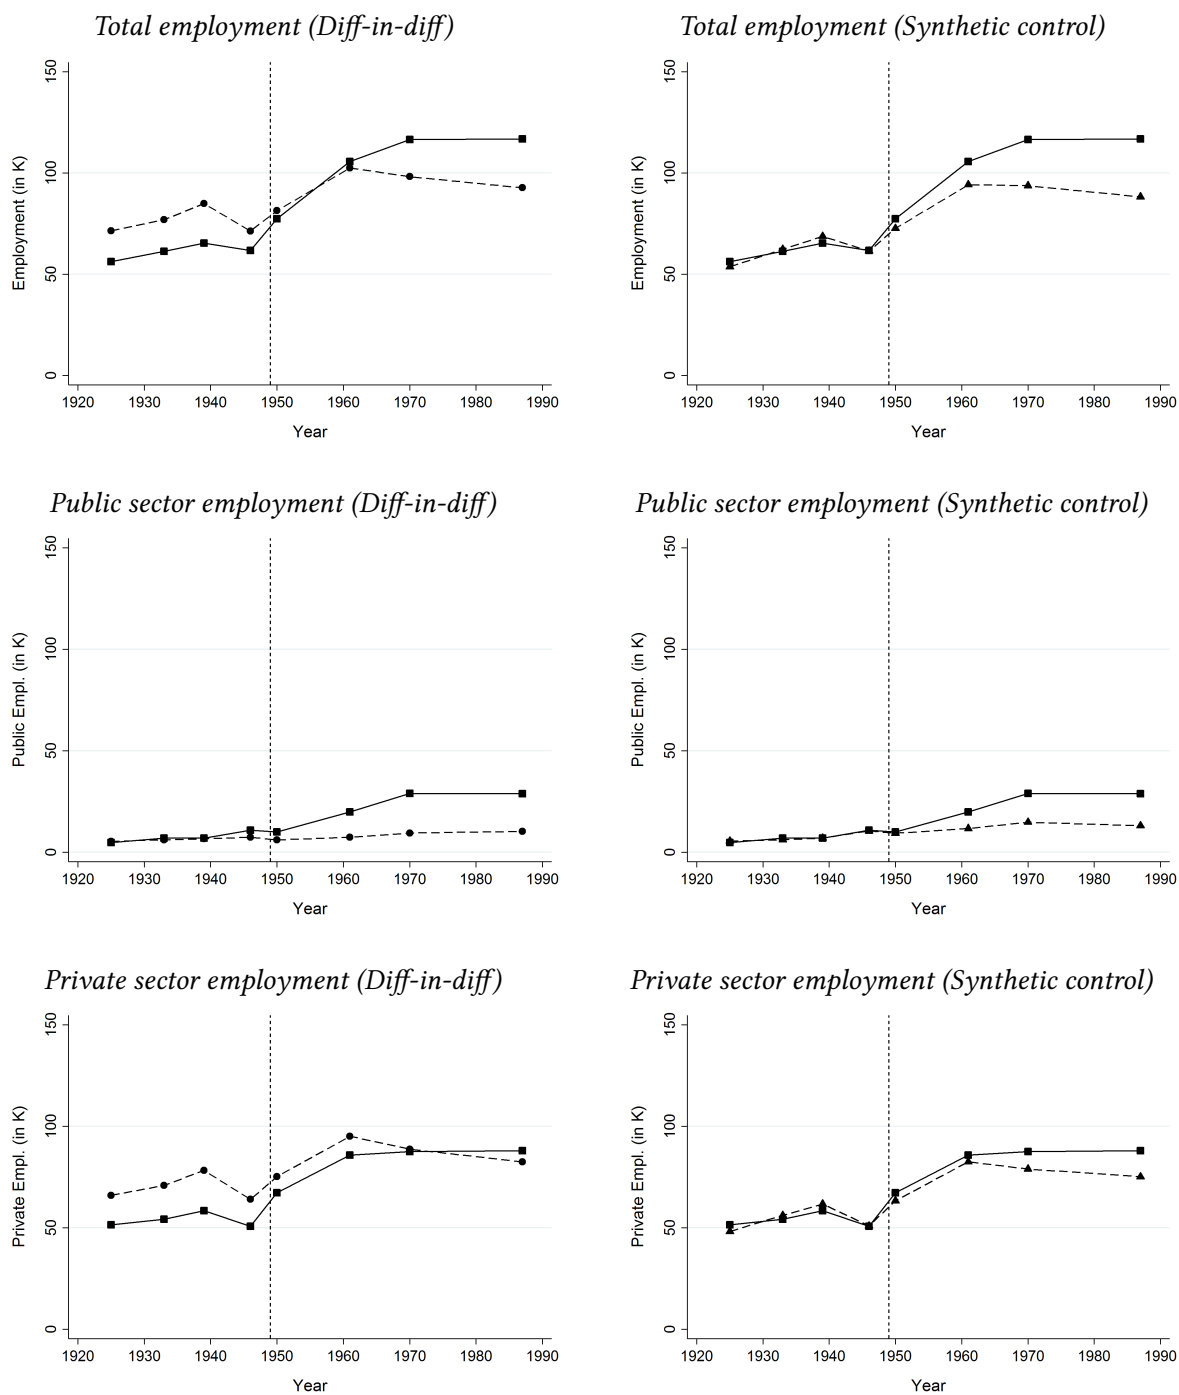 Total employment (Diff-in-diff)
150
100
50
0
Employment (in K)
1920 1930 1940 1950 1960 1970 1980 1990
Year
Total employment (Synthetic control)
150
100
50
0
Employment (in K)
1920 1930 1940 1950 1960 1970 1980 1990
Year
Public sector employment (Diff-in-diff)
150
100
50
0
Public Empl. (in K)
1920 1930 1940 1950 1960 1970 1980 1990
Year
Public sector employment (Synthetic control)
150
100
50
0
Public Empl. (in K)
1920 1930 1940 1950 1960 1970 1980 1990
Year
Private sector employment (Diff-in-diff)
150
100
50
0
Private Empl. (in K)
1920 1930 1940 1950 1960 1970 1980 1990
Year
Private sector employment (Synthetic control)
150
100
50
0
Private Empl. (in K)
1920 1930 1940 1950 1960 1970 1980 1990
Year